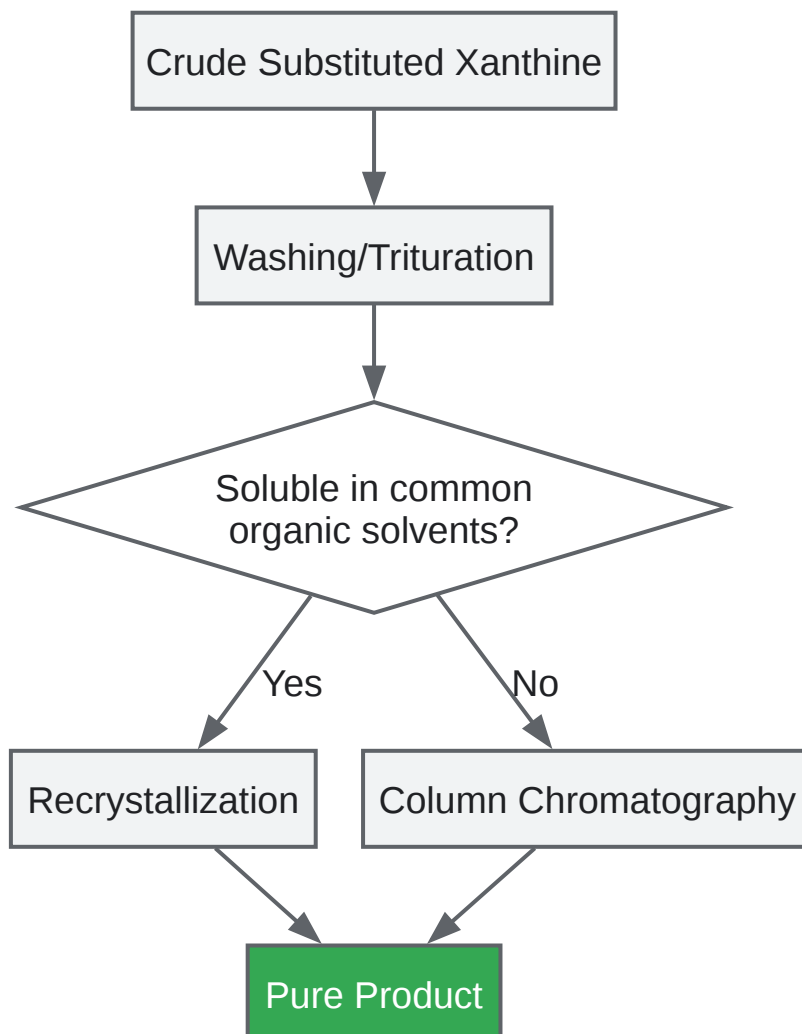 Crude Substituted Xanthine
Washing/Trituration
Soluble in common
organic solvents?
Yes
No
Recrystallization
Column Chromatography
Pure Product